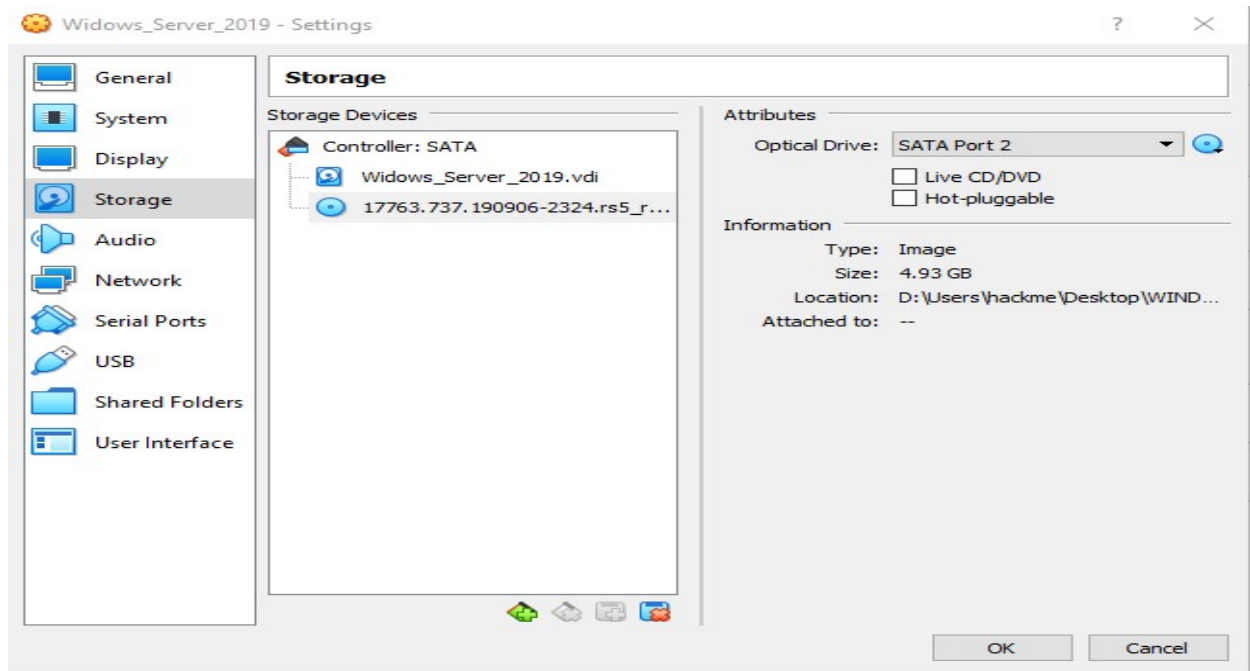 Widows_Server_2019 - Settings
?
General
System
Display
Storage
Audio
Network
Serial Ports
USB
Shared Folders
User Interface
Storage
Storage Devices
Controller: SATA
Widows_Server_2019.vdi
17763.737.190906-2324.rs5_r...
Attributes
Optical Drive: SATA Port 2
Live CD/DVD
Hot-pluggable
Information
Type: Image
Size: 4.93 GB
Location: D:\Users\hackme\Desktop\WIND...
Attached to: --
OK Cancel